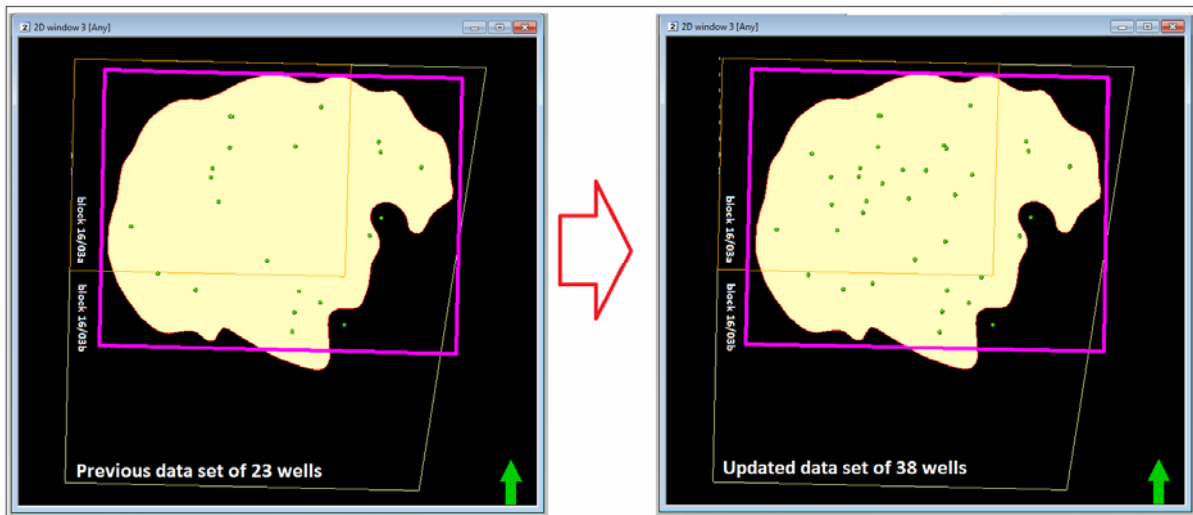 2D window 3 [Any]
block 16/03a
block 16/03b
Previous data set of 23 wells
2D window 3 [Any]
block 16/03a
block 16/03b
Updated data set of 38 wells